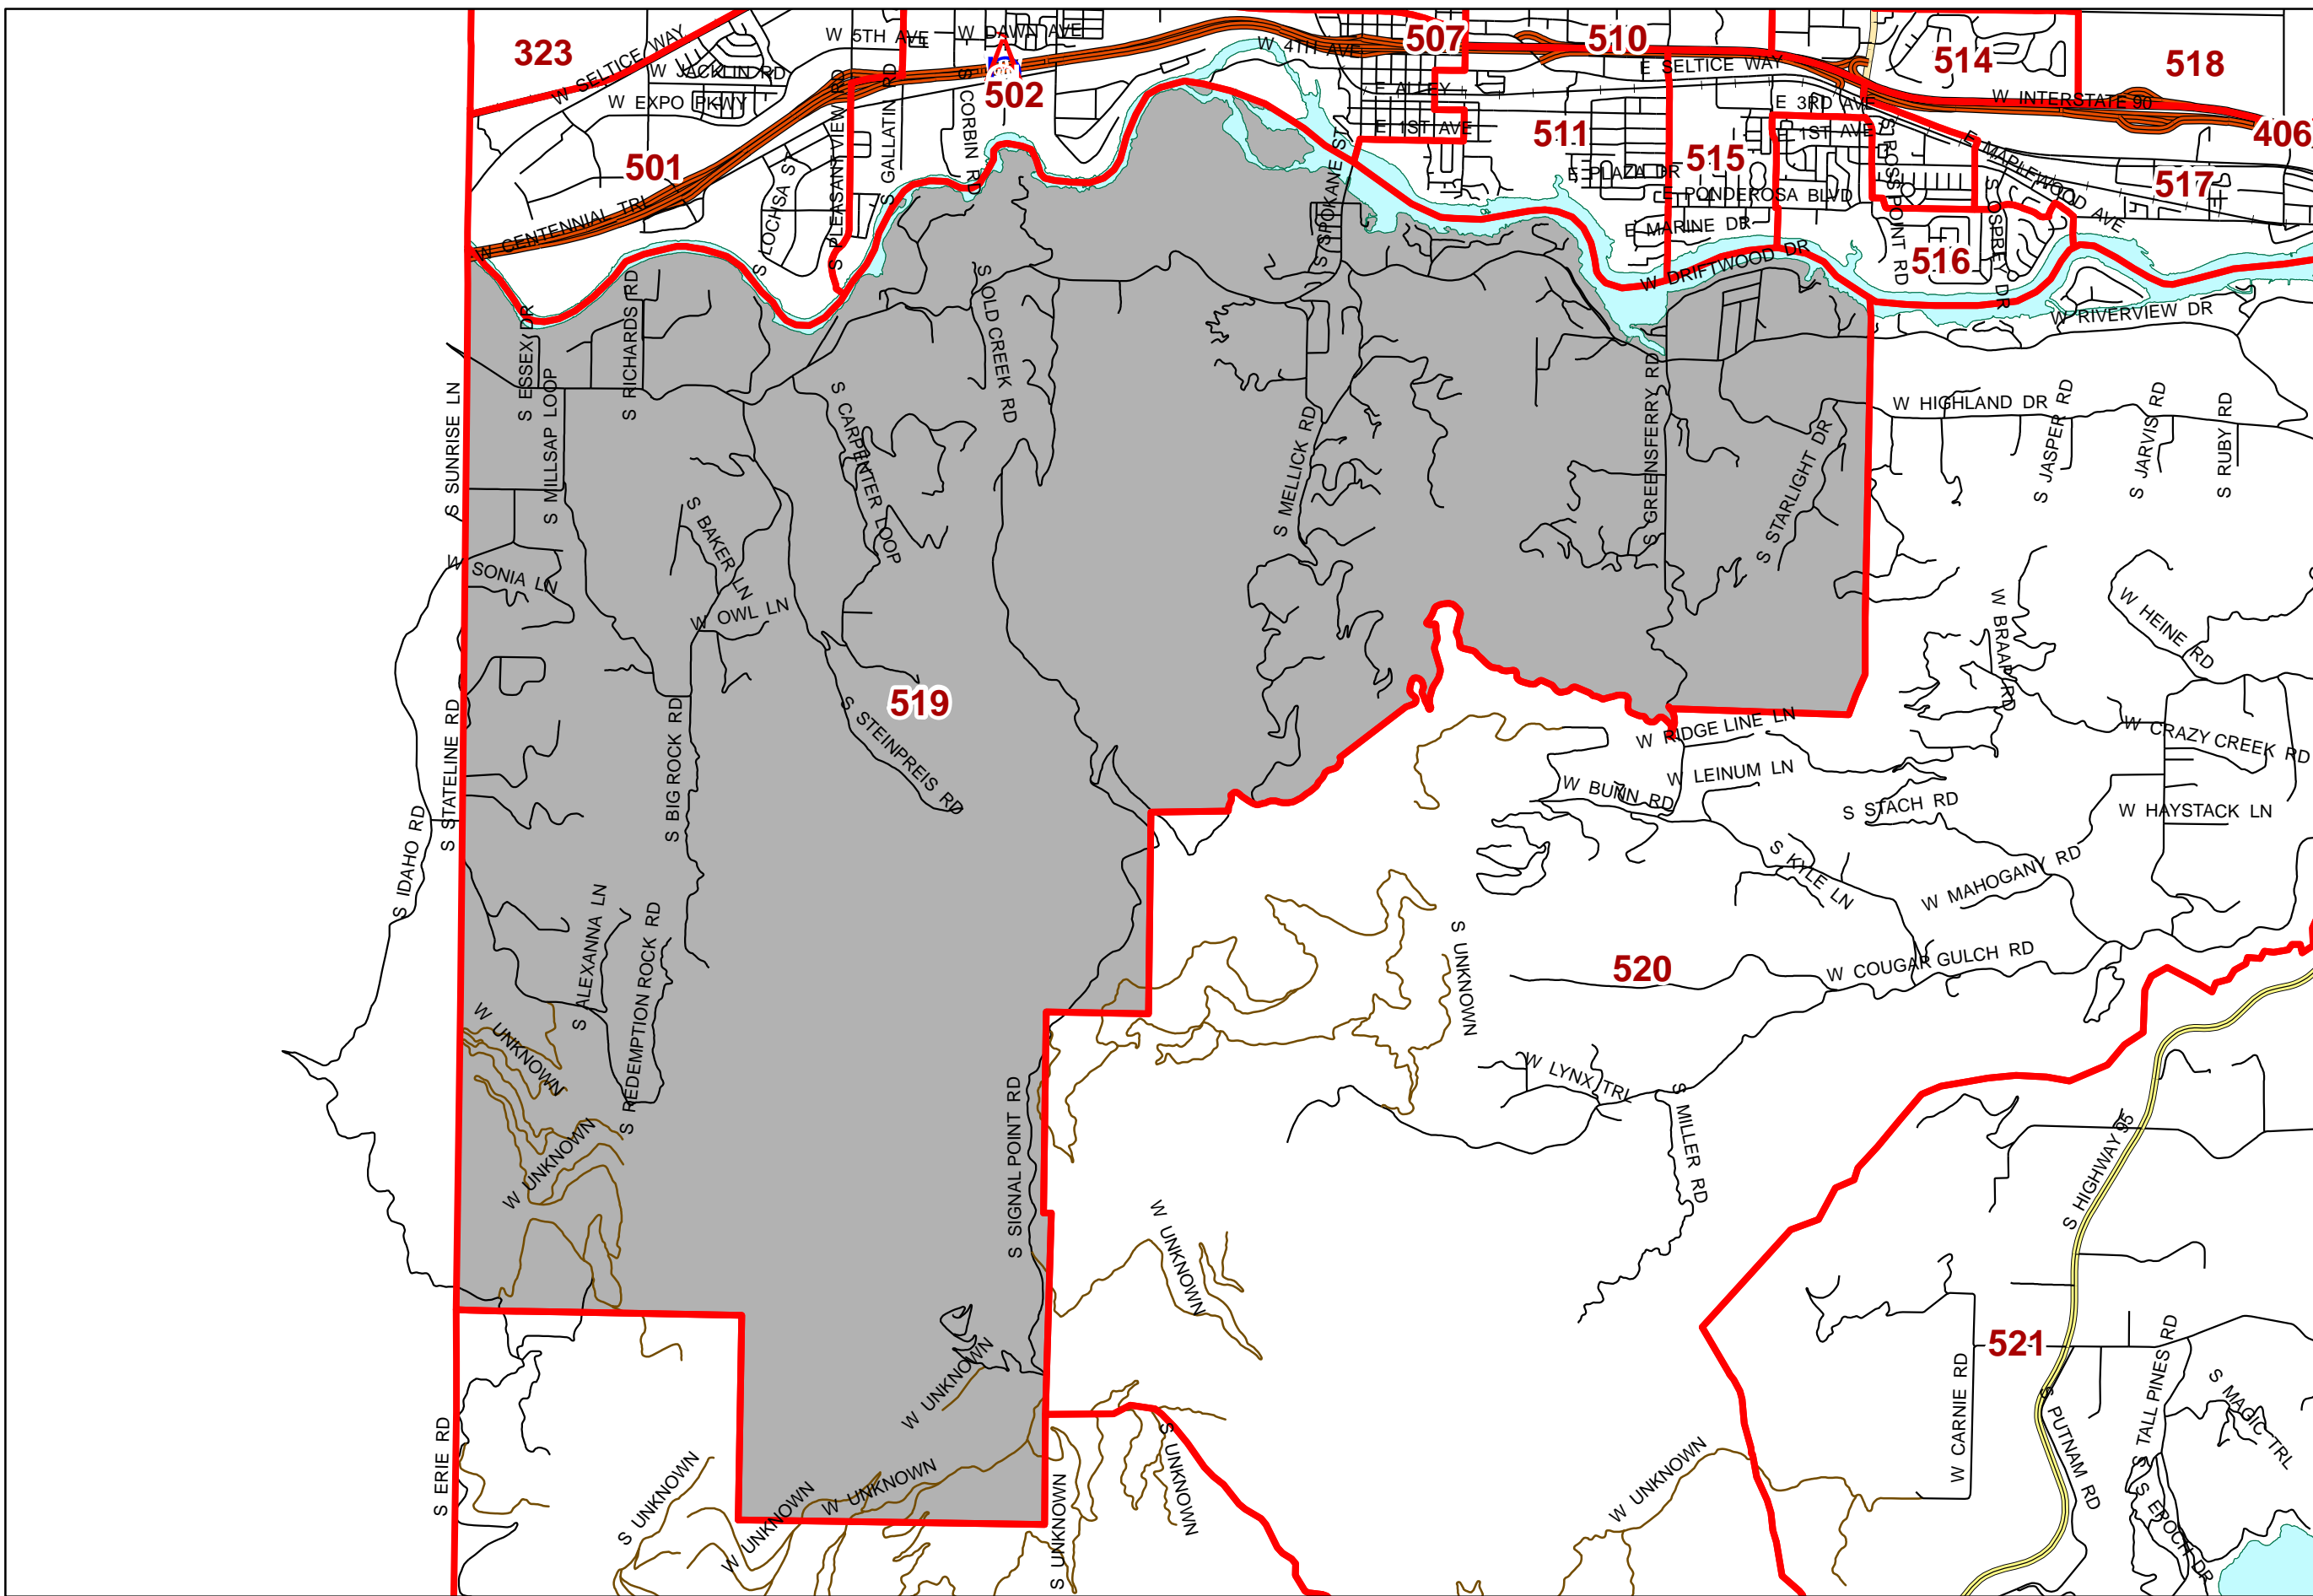 323
W SELTICE WAY
W JACKLIN RD
W EXPO PKWY
W 5TH AVE
W DAWN AVE
502
W 4TH AVE
507
510
E SELTICE WAY
514
518
W INTERSTATE 90
406
E ALLEY
E 1ST AVE
511
E 3RD AVE
E 1ST AVE
515
E PLAZA DR
E PONDEROSA BLVD
E MARINE DR
W DRIFTWOOD DR
E MAPLEWOOD AVE
517
516
S ROSS POINT RD
S OSPREY DR
W RIVERVIEW DR
501
W CENTENNIAL TRL
S LOCHSA ST
S PLEASANT VIEW RD
S GALLATIN RD
S CORBIN RD
S SPOKANE ST
S ESSEX DR
S RICHARDS RD
S MILLSAP LOOP
S SUNRISE LN
S OLD CREEK RD
S CARPENTER LOOP
S MELLICK RD
S GREENSFERRY RD
S STARLIGHT DR
W HIGHLAND DR
S JASPER RD
S JARVIS RD
S RUBY RD
W SONIA LN
S BAKER LN
W OWL LN
W BRAAP RD
W HEINE RD
519
S STEINPREIS RD
S BIG ROCK RD
S STATELINE RD
S IDAHO RD
W RIDGE LINE LN
W LEINUM LN
W BUNN RD
S STACH RD
W CRAZY CREEK RD
W HAYSTACK LN
S KYLE LN
W MAHOGANY RD
W COUGAR GULCH RD
520
S UNKNOWN
S ALEXANNA LN
S REDEMPTION ROCK RD
W UNKNOWN
W UNKNOWN
S SIGNAL POINT RD
W LYNX TRL
S MILLER RD
S HIGHWAY 95
W UNKNOWN
521
W CARNIE RD
S PUTNAM RD
S TALL PINES RD
S MAGIC TRL
S EPOCH DR
S ERIE RD
S UNKNOWN
W UNKNOWN
W UNKNOWN
W UNKNOWN
S UNKNOWN
S UNKNOWN
W UNKNOWN